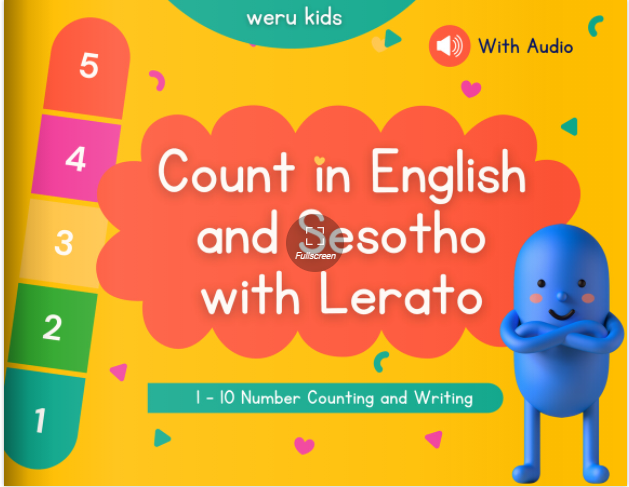 weru kids
With Audio
5
4
3
2
1
Count in English
and Sesotho
with Lerato
Fullscreen
1 - 10 Number Counting and Writing